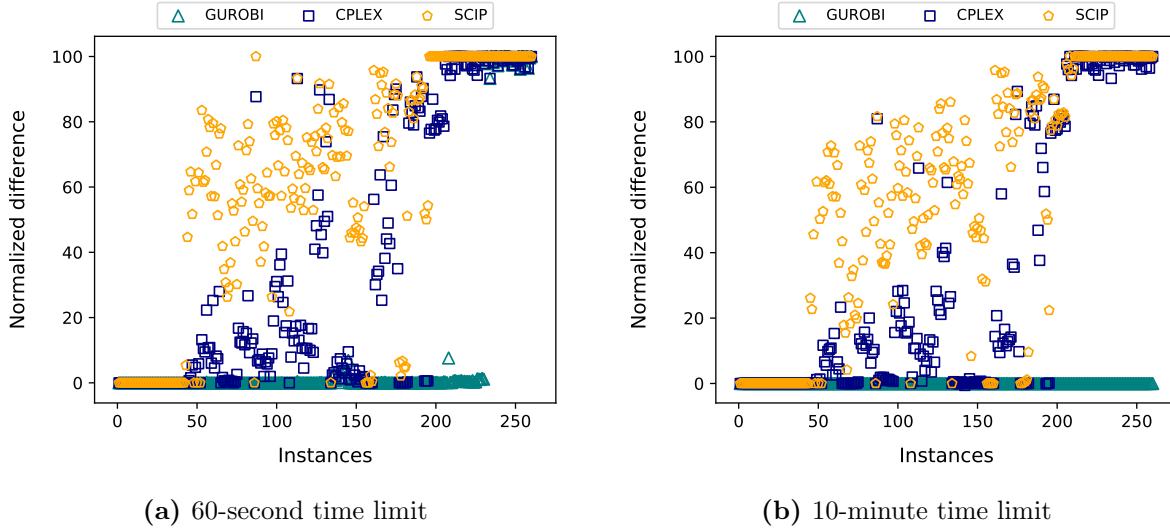 GUROBI CPLEX SCIP
100
80
60
40
20
0
Normalized difference
0 50 100 150 200 250
Instances
(a) 60-second time limit
GUROBI CPLEX SCIP
100
80
60
40
20
0
Normalized difference
0 50 100 150 200 250
Instances
(b) 10-minute time limit